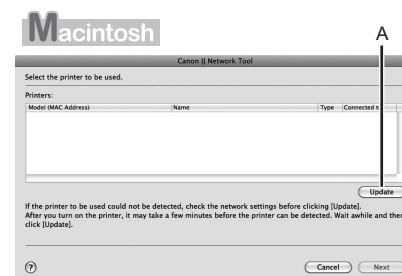 Macintosh
A
Canon IJ Network Tool
Select the printer to be used.
Printers:
Model (MAC Address) Name Type Connected t
Update
If the printer to be used could not be detected, check the network settings before clicking [Update].
After you turn on the printer, it may take a few minutes before the printer can be detected. Wait awhile and then
click [Update].
? Cancel Next